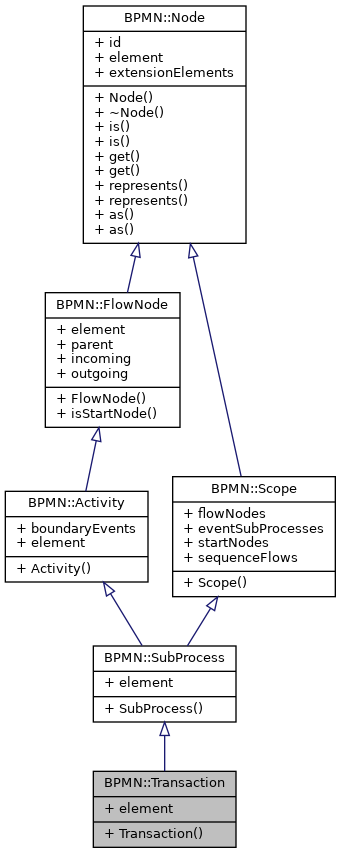 BPMN::Node
+ id
+ element
+ extensionElements
+ Node()
+ ~Node()
+ is()
+ is()
+ get()
+ get()
+ represents()
+ represents()
+ as()
+ as()
BPMN::FlowNode
+ element
+ parent
+ incoming
+ outgoing
+ FlowNode()
+ isStartNode()
BPMN::Activity
+ boundaryEvents
+ element
+ Activity()
BPMN::Scope
+ flowNodes
+ eventSubProcesses
+ startNodes
+ sequenceFlows
+ Scope()
BPMN::SubProcess
+ element
+ SubProcess()
BPMN::Transaction
+ element
+ Transaction()